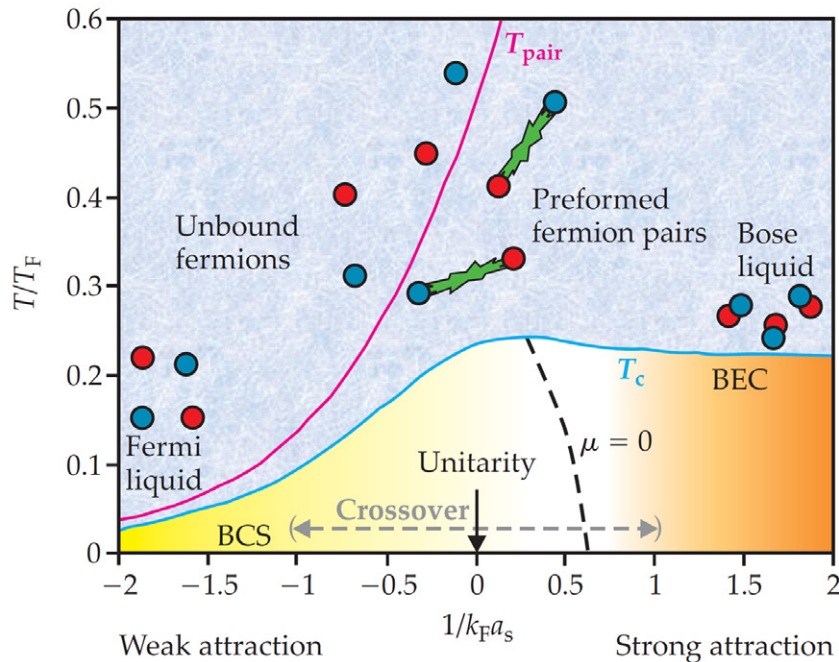 0.6
T_pair
0.5
0.4
Unbound
fermions
Preformed
fermion pairs
Bose
liquid
T/T_F
0.3
0.2
T_c
BEC
Fermi
liquid
μ = 0
0.1
Unitarity
Crossover
BCS
0
−2
−1.5
−1
−0.5
0
0.5
1
1.5
2
1/k_F a_s
Weak attraction
Strong attraction